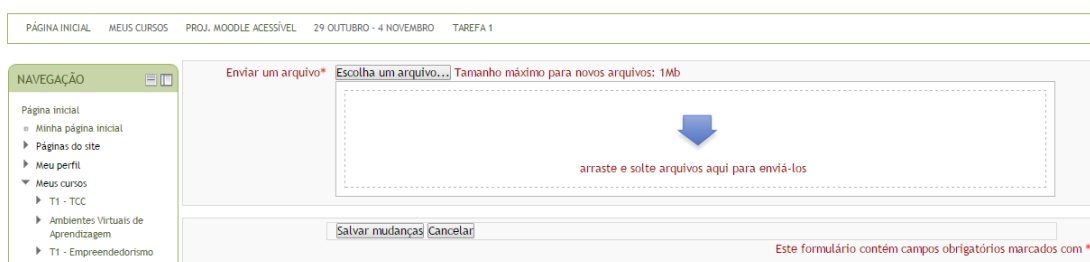 PÁGINA INICIAL MEUS CURSOS PROJ. MOODLE ACESSÍVEL 29 OUTUBRO - 4 NOVEMBRO TAREFA 1
NAVEGAÇÃO
Página inicial
Minha página inicial
Páginas do site
Meu perfil
Meus cursos
T1 - TCC
Ambientes Virtuais de
Aprendizagem
T1 - Empreendedorismo
Enviar um arquivo* Escolha um arquivo... Tamanho máximo para novos arquivos: 1Mb
arraste e solte arquivos aqui para enviá-los
Salvar mudanças Cancelar
Este formulário contém campos obrigatórios marcados com *